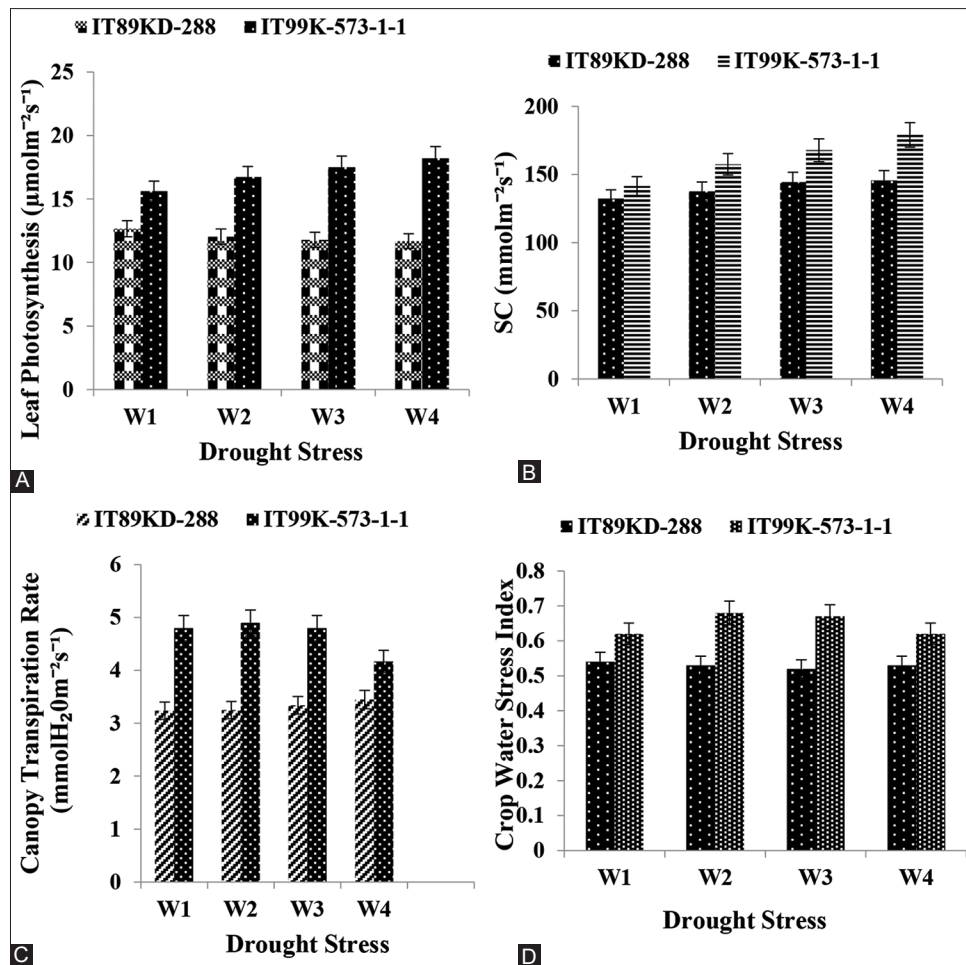 IT89KD-288 IT99K-573-1-1
Leaf Photosynthesis (µmolm⁻²s⁻¹)
25
20
15
10
5
0
W1 W2 W3 W4
Drought Stress
A
IT89KD-288 IT99K-573-1-1
SC (mmolm⁻²s⁻¹)
200
150
100
50
0
W1 W2 W3 W4
Drought Stress
B
IT89KD-288 IT99K-573-1-1
Canopy Transpiration Rate
(mmolH₂0m⁻²s⁻¹)
6
5
4
3
2
1
0
W1 W2 W3 W4
Drought Stress
C
IT89KD-288 IT99K-573-1-1
Crop Water Stress Index
0.8
0.7
0.6
0.5
0.4
0.3
0.2
0.1
0
W1 W2 W3 W4
Drought Stress
D